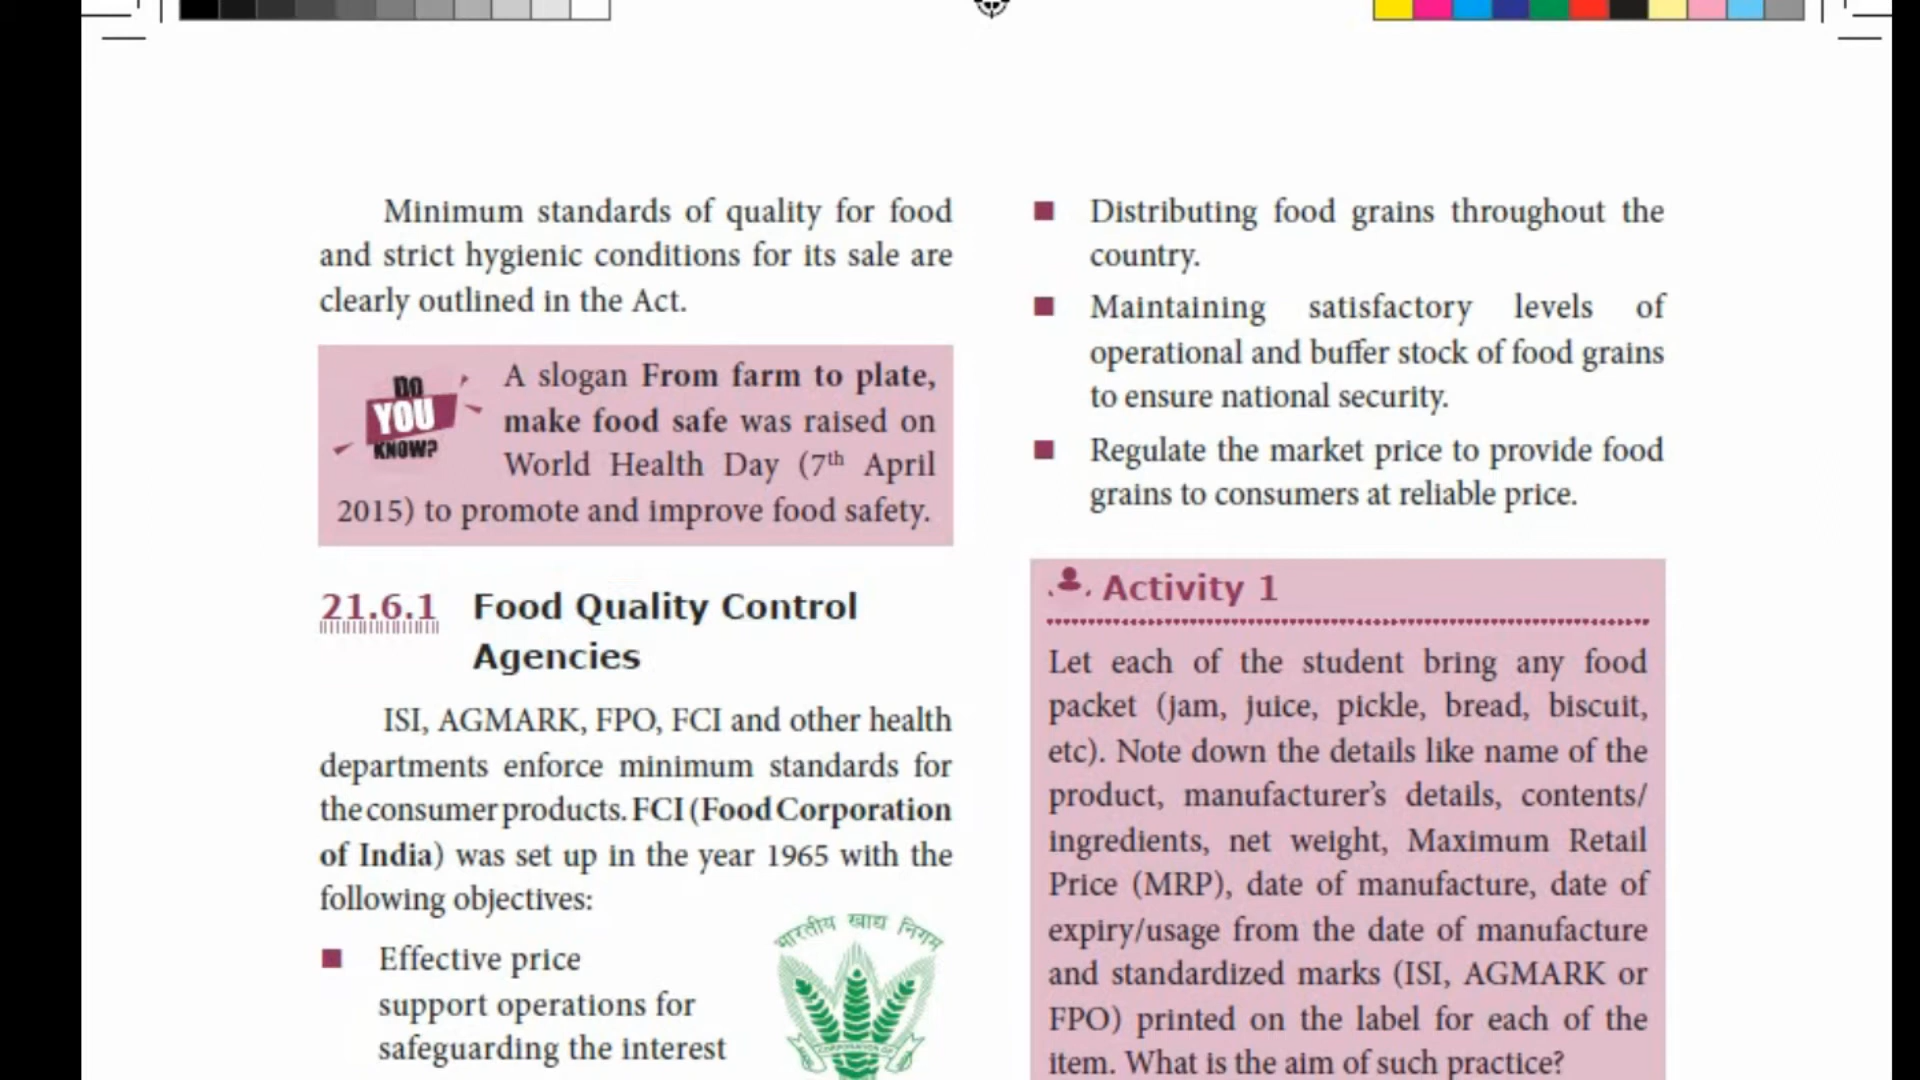 Minimum standards of quality for food
and strict hygienic conditions for its sale are
clearly outlined in the Act.
DO
YOU
KNOW?
A slogan From farm to plate,
make food safe was raised on
World Health Day (7th April
2015) to promote and improve food safety.
21.6.1 Food Quality Control
Agencies
ISI, AGMARK, FPO, FCI and other health
departments enforce minimum standards for
the consumer products. FCI (Food Corporation
of India) was set up in the year 1965 with the
following objectives:
■ Effective price
support operations for
safeguarding the interest
भारतीय खाद्य निगम
CORPORATION OF
■ Distributing food grains throughout the
country.
■ Maintaining satisfactory levels of
operational and buffer stock of food grains
to ensure national security.
■ Regulate the market price to provide food
grains to consumers at reliable price.
Activity 1
Let each of the student bring any food
packet (jam, juice, pickle, bread, biscuit,
etc). Note down the details like name of the
product, manufacturer's details, contents/
ingredients, net weight, Maximum Retail
Price (MRP), date of manufacture, date of
expiry/usage from the date of manufacture
and standardized marks (ISI, AGMARK or
FPO) printed on the label for each of the
item. What is the aim of such practice?